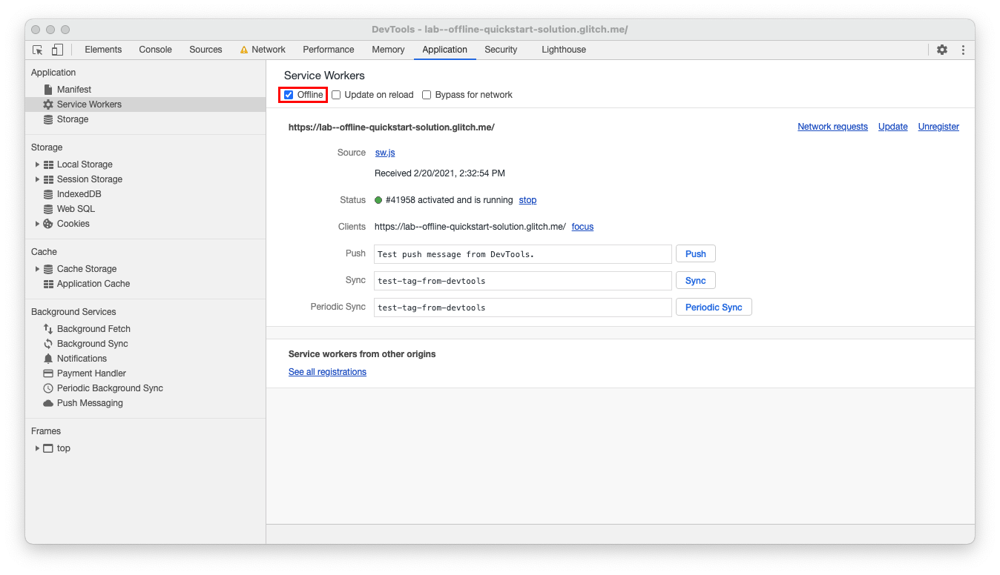 DevTools - lab--offline-quickstart-solution.glitch.me/
Elements Console Sources Network Performance Memory Application Security Lighthouse
Application
Manifest
Service Workers
Storage
Storage
Local Storage
Session Storage
IndexedDB
Web SQL
Cookies
Cache
Cache Storage
Application Cache
Background Services
Background Fetch
Background Sync
Notifications
Payment Handler
Periodic Background Sync
Push Messaging
Frames
top
Service Workers
Offline Update on reload Bypass for network
https://lab--offline-quickstart-solution.glitch.me/ Network requests Update Unregister
Source sw.js
Received 2/20/2021, 2:32:54 PM
Status #41958 activated and is running stop
Clients https://lab--offline-quickstart-solution.glitch.me/ focus
Push Test push message from DevTools. Push
Sync test-tag-from-devtools Sync
Periodic Sync test-tag-from-devtools Periodic Sync
Service workers from other origins
See all registrations